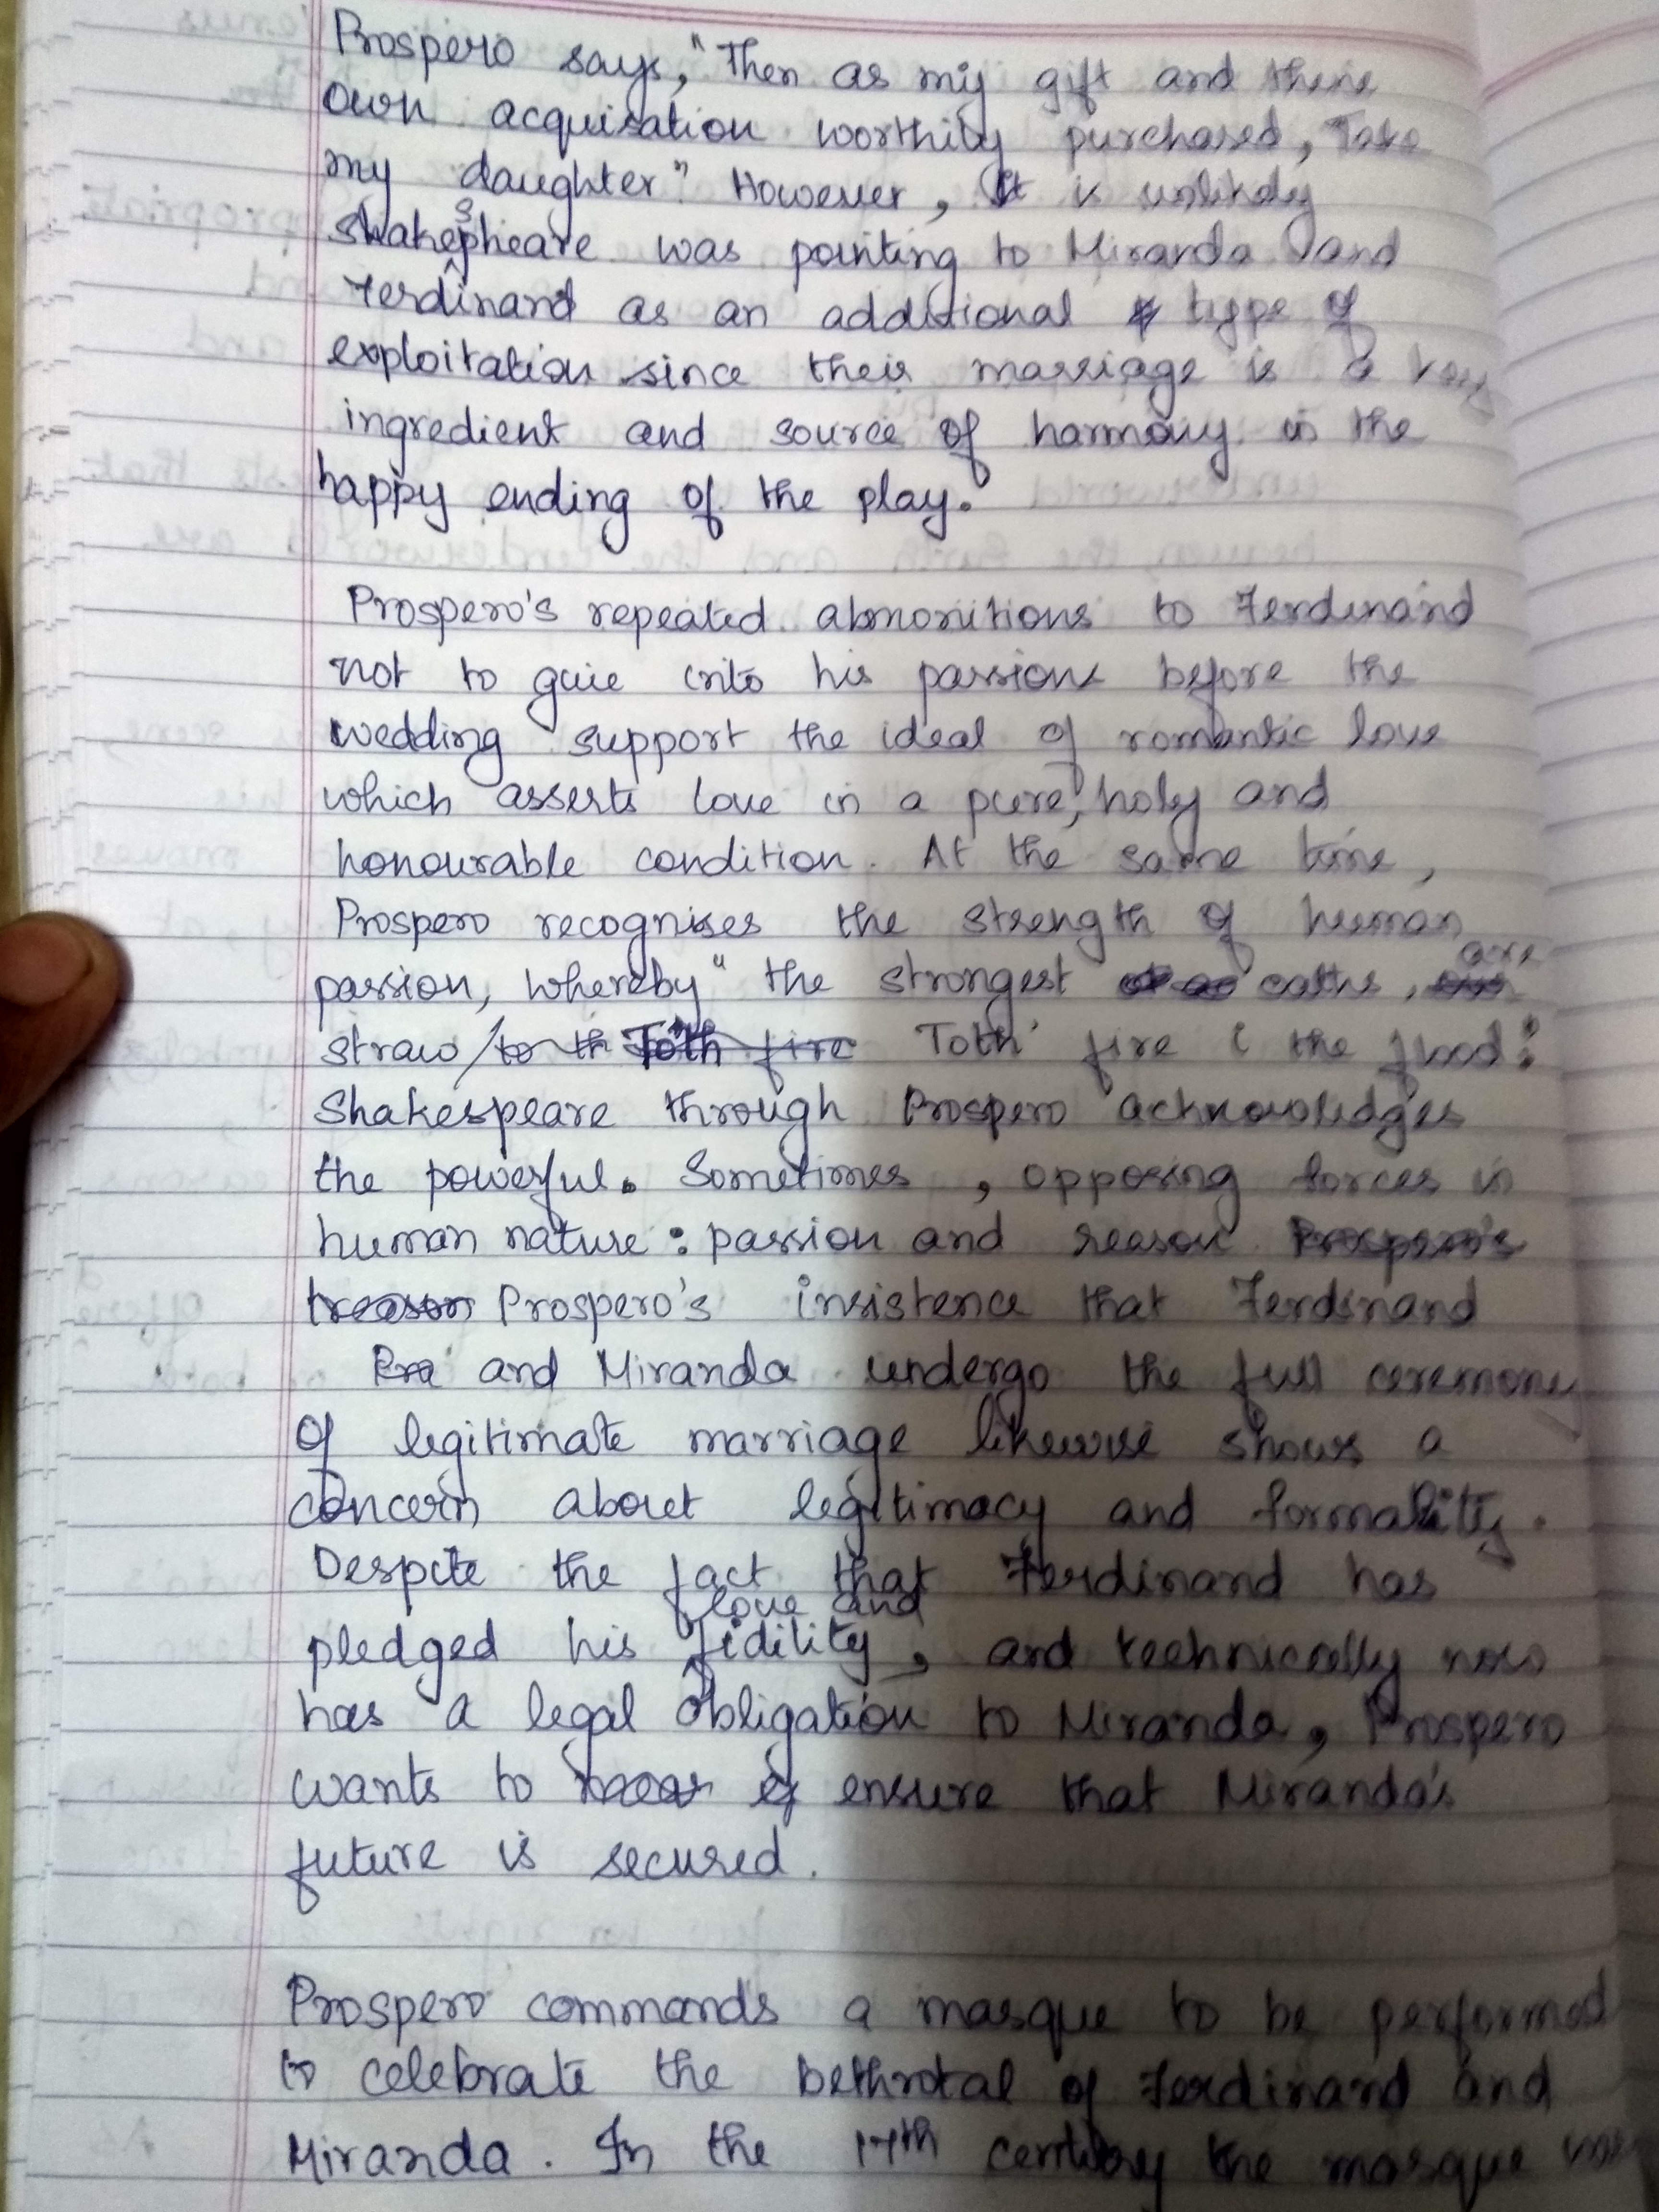 Prospero says, "Then as my gift and thine
own acquisation worthily purchased, Take
my daughter" However, It is unlikely
Shakespheare was pointing to Miranda and
Ferdinand as an additional type of
exploitation since their marriage is a key
ingredient and source of harmony in the
happy ending of the play.
Prospero's repeated abmonitions to Ferdinand
not to give into his passions before the
wedding support the ideal of romantic love
which asserts love in a pure, holy and
honourable condition. At the same time,
Prospero recognises the strength of human
passion, whereby "the strongest oaths, are
straw Toth' fire i the flood:
Shakespeare through Prospero acknowledges
the powerful. Sometimes, opposing forces in
human nature: passion and reason
Prospero's insistence that Ferdinand
and Miranda undergo the full ceremony
of legitimate marriage likewise shows a
concern about legitimacy and formality.
Despite the fact that Ferdinand has
pledged his love and fidility, and technically now
has a legal obligation to Miranda, Prospero
wants to ensure that Miranda's
future is secured.
Prospero commands a masque to be performed
to celebrate the bethrotal of Ferdinand and
Miranda. In the 17th century the masque was